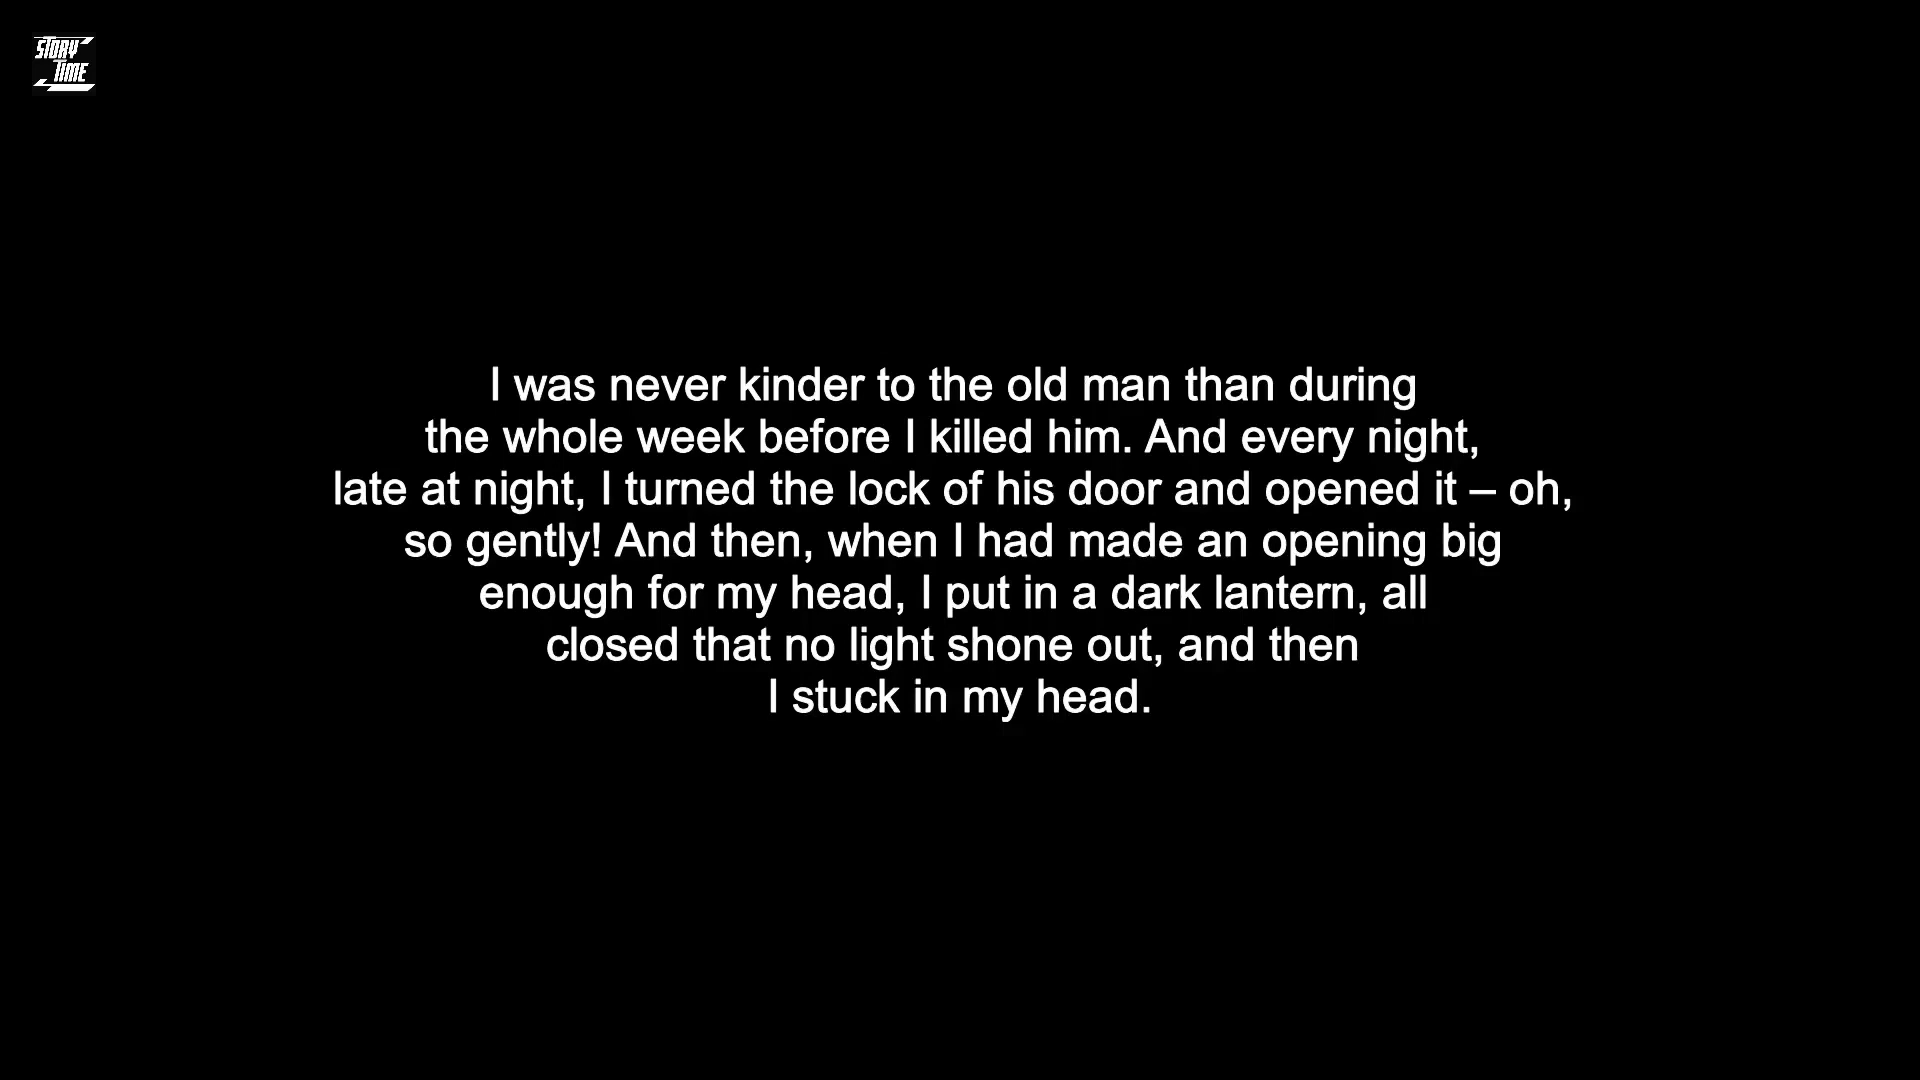 STORY
TIME
I was never kinder to the old man than during
the whole week before I killed him. And every night,
late at night, I turned the lock of his door and opened it – oh,
so gently! And then, when I had made an opening big
enough for my head, I put in a dark lantern, all
closed that no light shone out, and then
I stuck in my head.